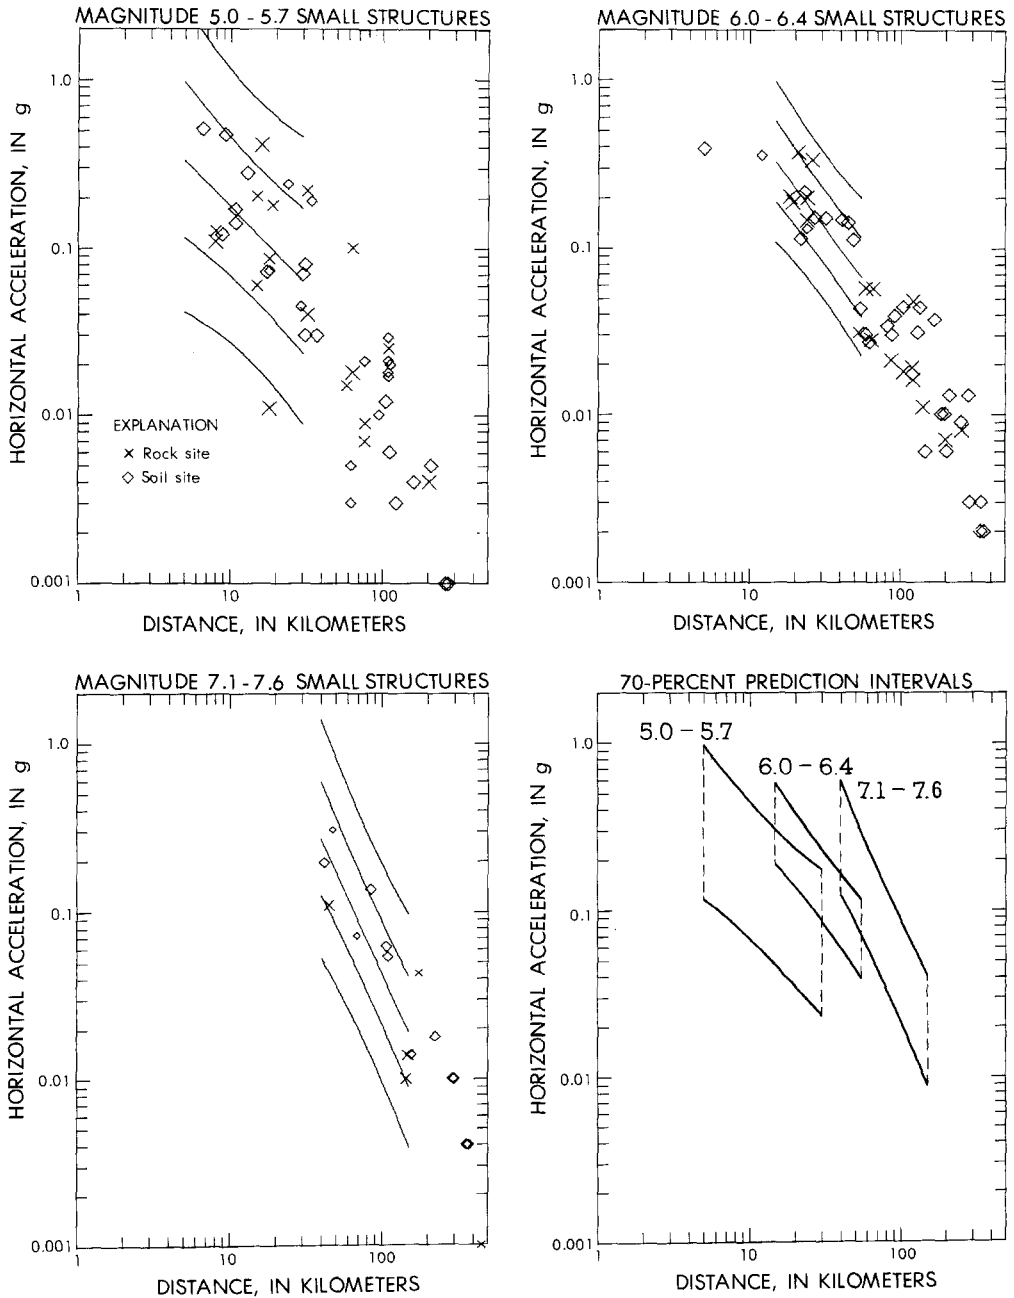 MAGNITUDE 5.0 - 5.7 SMALL STRUCTURES
HORIZONTAL ACCELERATION, IN g
1.0
0.1
0.01
0.001
EXPLANATION
× Rock site
◇ Soil site
1
10
100
DISTANCE, IN KILOMETERS
MAGNITUDE 6.0 - 6.4 SMALL STRUCTURES
HORIZONTAL ACCELERATION, IN g
1.0
0.1
0.01
0.001
1
10
100
DISTANCE, IN KILOMETERS
MAGNITUDE 7.1 - 7.6 SMALL STRUCTURES
HORIZONTAL ACCELERATION, IN g
1.0
0.1
0.01
0.001
1
10
100
DISTANCE, IN KILOMETERS
70-PERCENT PREDICTION INTERVALS
HORIZONTAL ACCELERATION, IN g
1.0
0.1
0.01
0.001
5.0 - 5.7
6.0 - 6.4
7.1 - 7.6
1
10
100
DISTANCE, IN KILOMETERS